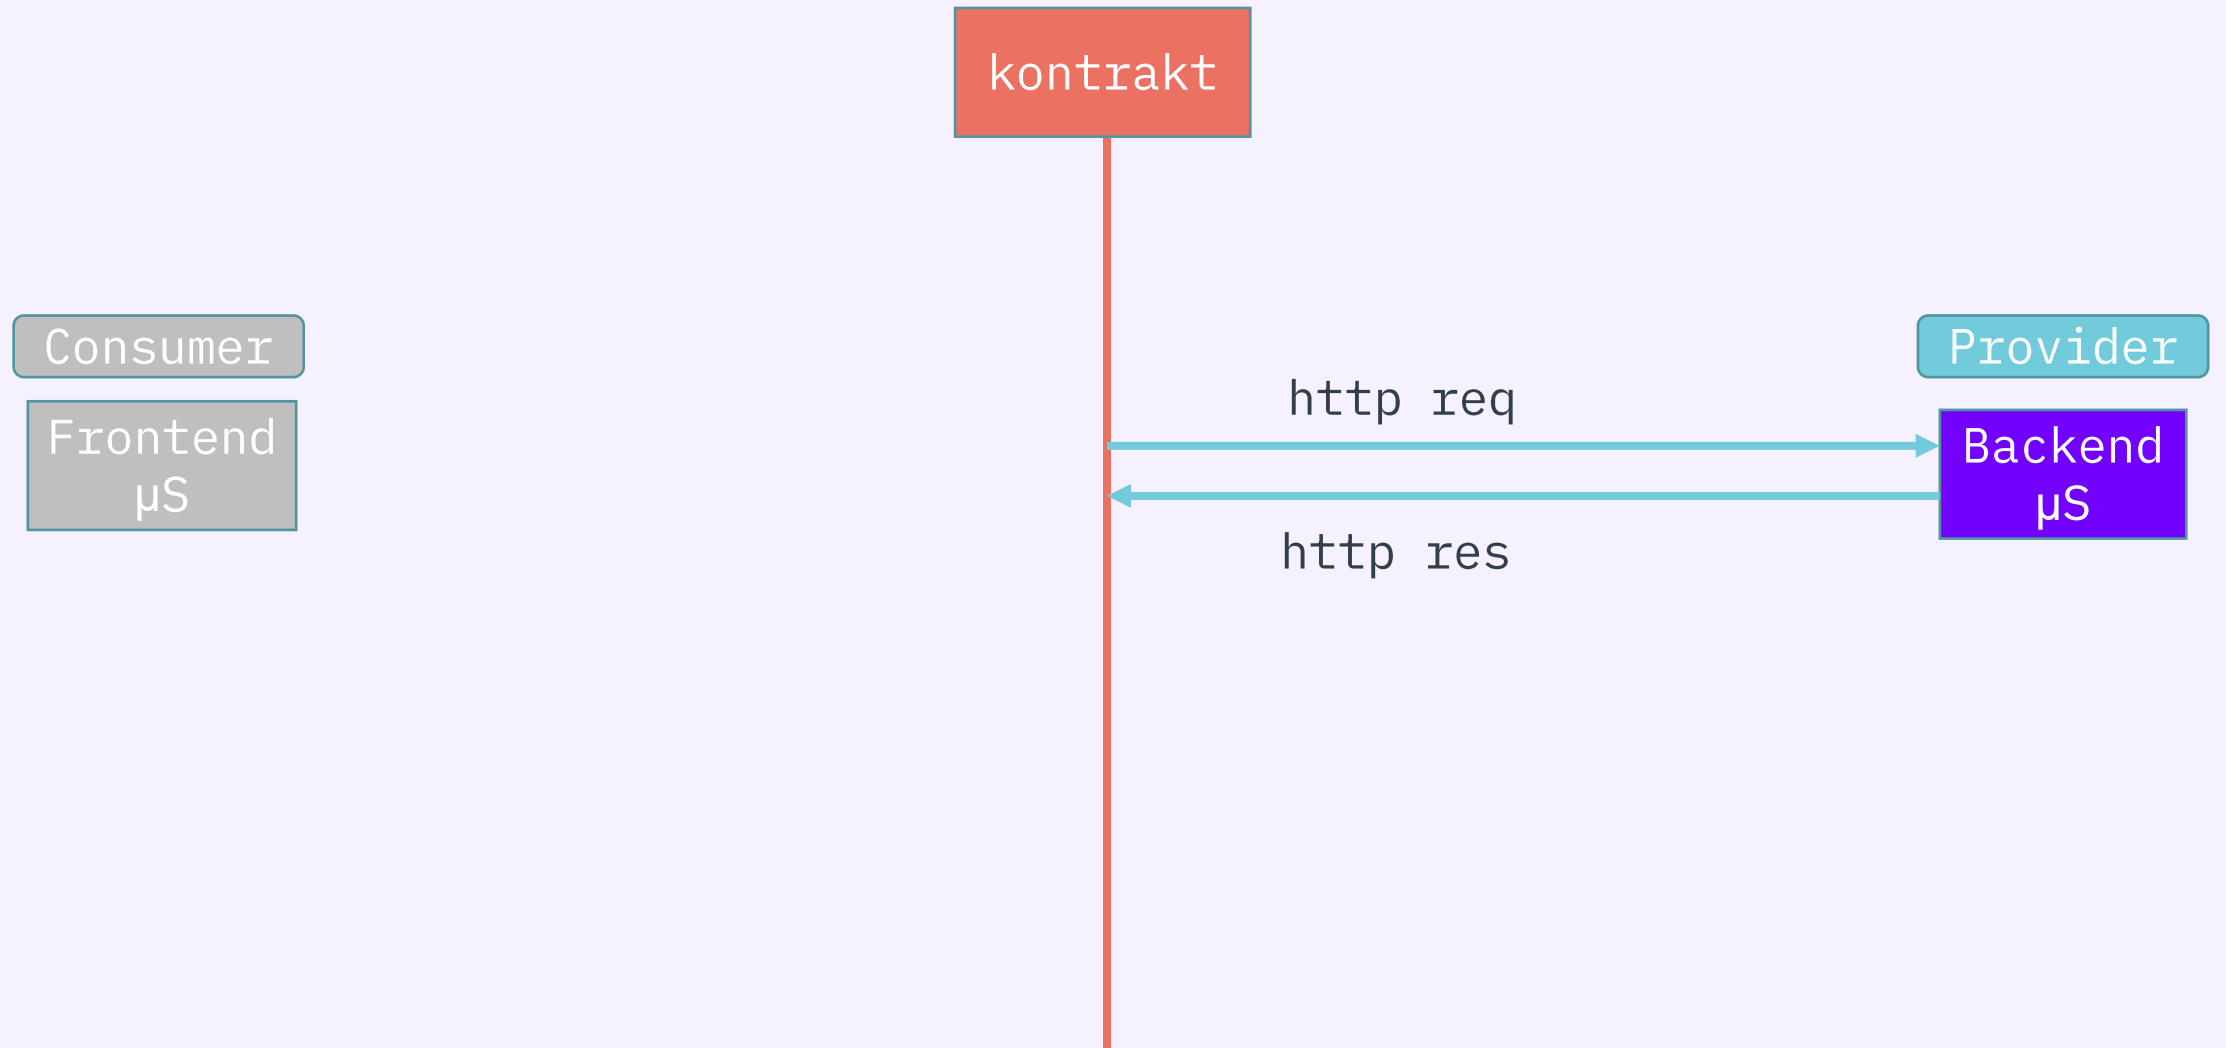 kontrakt
Consumer
Provider
http req
Frontend
µS
Backend
µS
http res